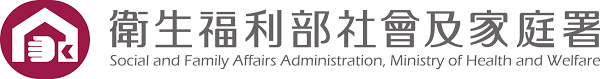 衛生福利部社會及家庭署
Social and Family Affairs Administration, Ministry of Health and Welfare